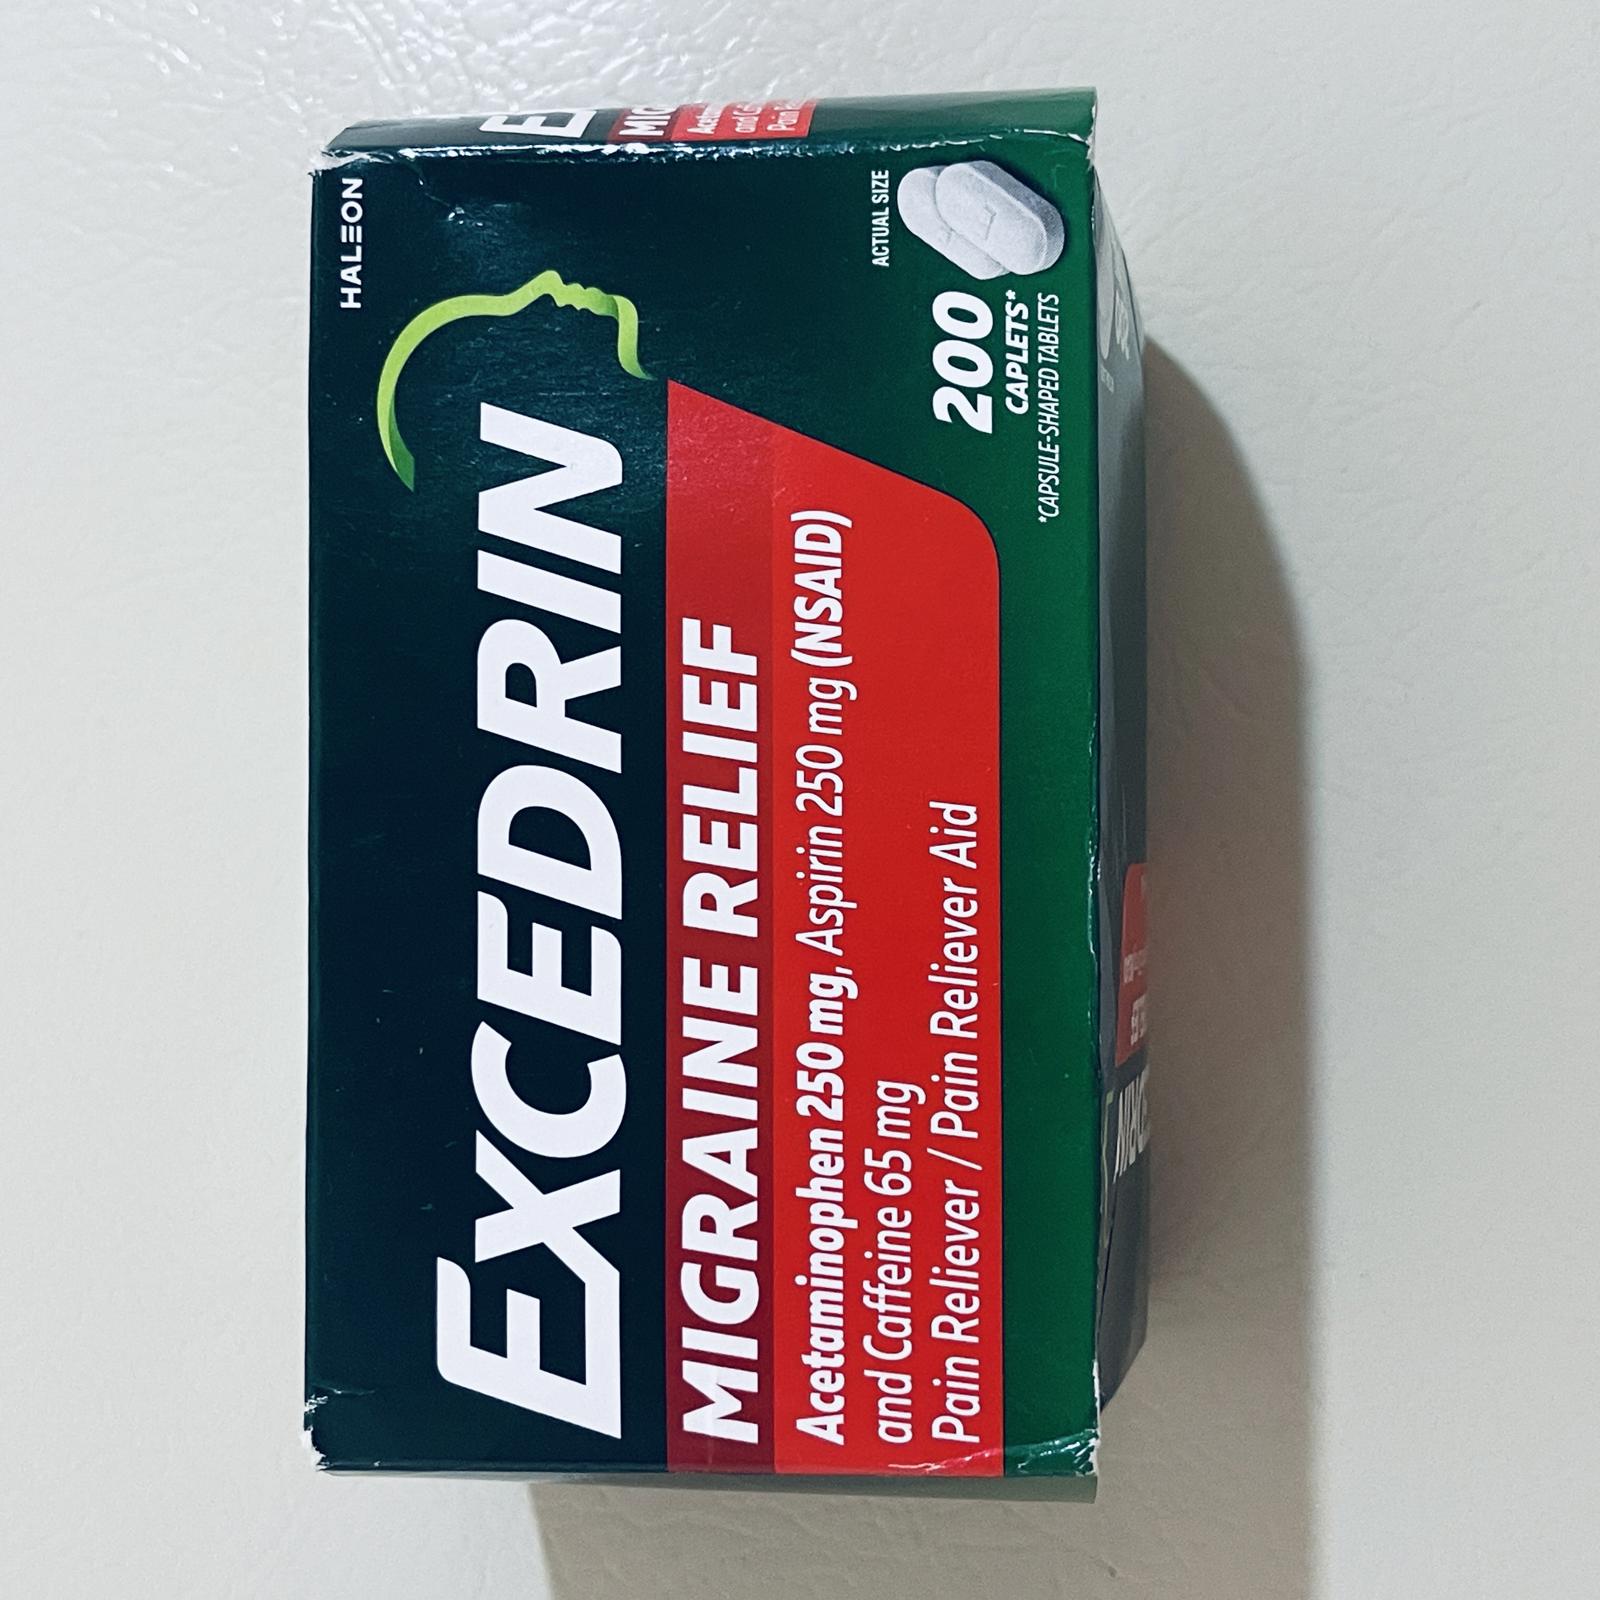 HALEON
EXCEDRIN
MIGRAINE RELIEF
Acetaminophen 250 mg, Aspirin 250 mg (NSAID)
and Caffeine 65 mg
Pain Reliever / Pain Reliever Aid
ACTUAL SIZE
200
CAPLETS*
*CAPSULE-SHAPED TABLETS